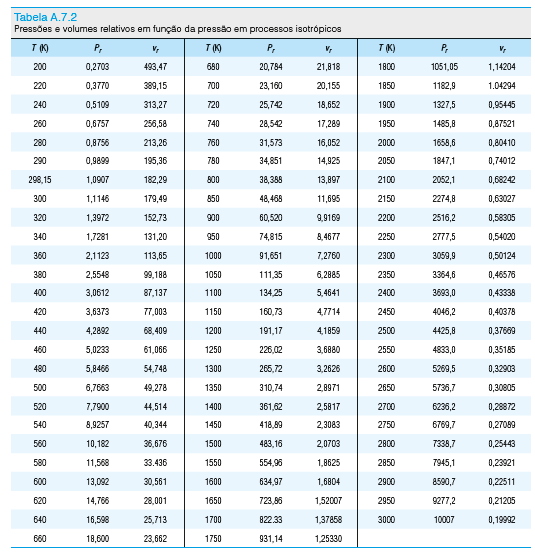 Tabela A.7.2
Pressões e volumes relativos em função da pressão em processos isotrópicos
T (K) Pr vr T (K) Pr vr T (K) Pr vr
200 0,2703 493,47 680 20,784 21,818 1800 1051,05 1,14204
220 0,3770 389,15 700 23,160 20,155 1850 1182,9 1.04294
240 0,5109 313,27 720 25,742 18,652 1900 1327,5 0,95445
260 0,6757 256,58 740 28,542 17,289 1950 1485,8 0,87521
280 0,8756 213,26 760 31,573 16,052 2000 1658,6 0,80410
290 0,9899 195,36 780 34,851 14,925 2050 1847,1 0,74012
298,15 1,0907 182,29 800 38,388 13,897 2100 2052,1 0,68242
300 1,1146 179,49 850 48,468 11,695 2150 2274,8 0,63027
320 1,3972 152,73 900 60,520 9,9169 2200 2516,2 0,58305
340 1,7281 131,20 950 74,815 8,4677 2250 2777,5 0,54020
360 2,1123 113,65 1000 91,651 7,2760 2300 3059,9 0,50124
380 2,5548 99,188 1050 111,35 6,2885 2350 3364,6 0,46576
400 3,0612 87,137 1100 134,25 5,4641 2400 3693,0 0,43338
420 3,6373 77,003 1150 160,73 4,7714 2450 4046,2 0,40378
440 4,2892 68,409 1200 191,17 4,1859 2500 4425,8 0,37669
460 5,0233 61,066 1250 226,02 3,6880 2550 4833,0 0,35185
480 5,8466 54,748 1300 265,72 3,2626 2600 5269,5 0,32903
500 6,7663 49,278 1350 310,74 2,8971 2650 5736,7 0,30805
520 7,7900 44,514 1400 361,62 2,5817 2700 6236,2 0,28872
540 8,9257 40,344 1450 418,89 2,3083 2750 6769,7 0,27089
560 10,182 36,676 1500 483,16 2,0703 2800 7338,7 0,25443
580 11,568 33.436 1550 554,96 1,8625 2850 7945,1 0,23921
600 13,092 30,561 1600 634,97 1,6804 2900 8590,7 0,22511
620 14,766 28,001 1650 723,86 1,52007 2950 9277,2 0,21205
640 16,598 25,713 1700 822.33 1,37858 3000 10007 0,19992
660 18,600 23,662 1750 931,14 1,25330